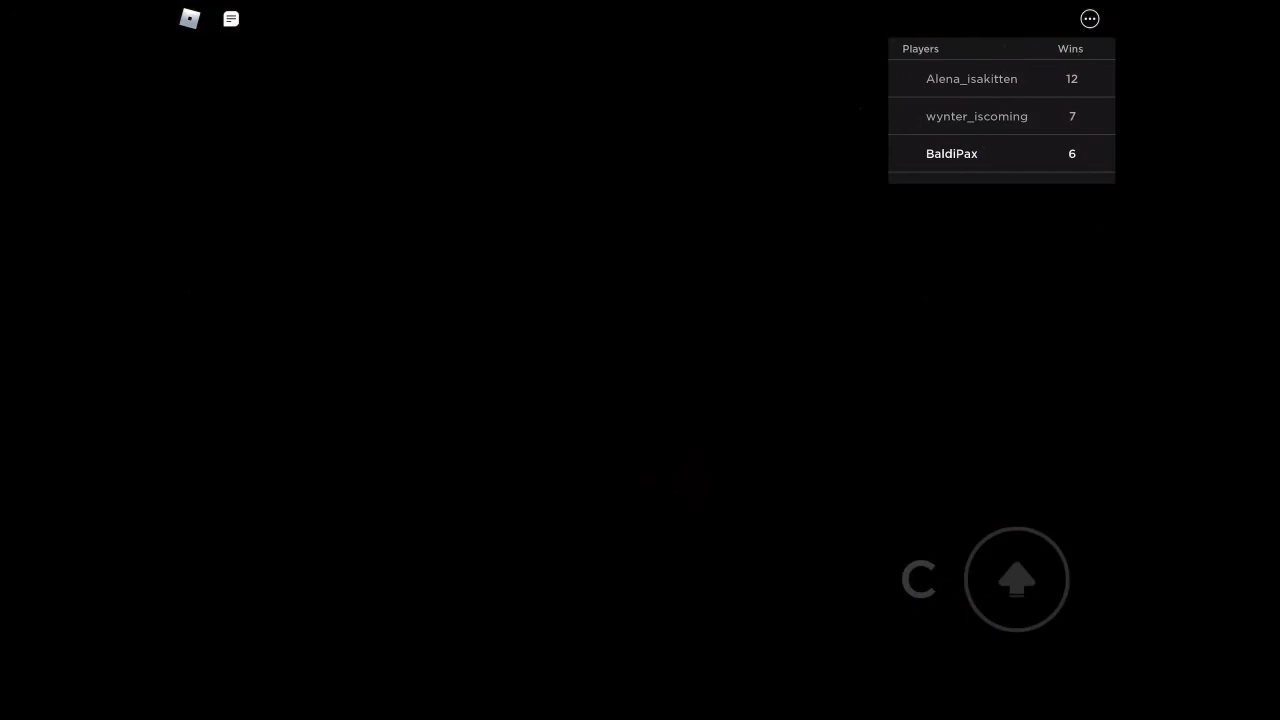 Players Wins
Alena_isakitten 12
wynter_iscoming 7
BaldiPax 6
C